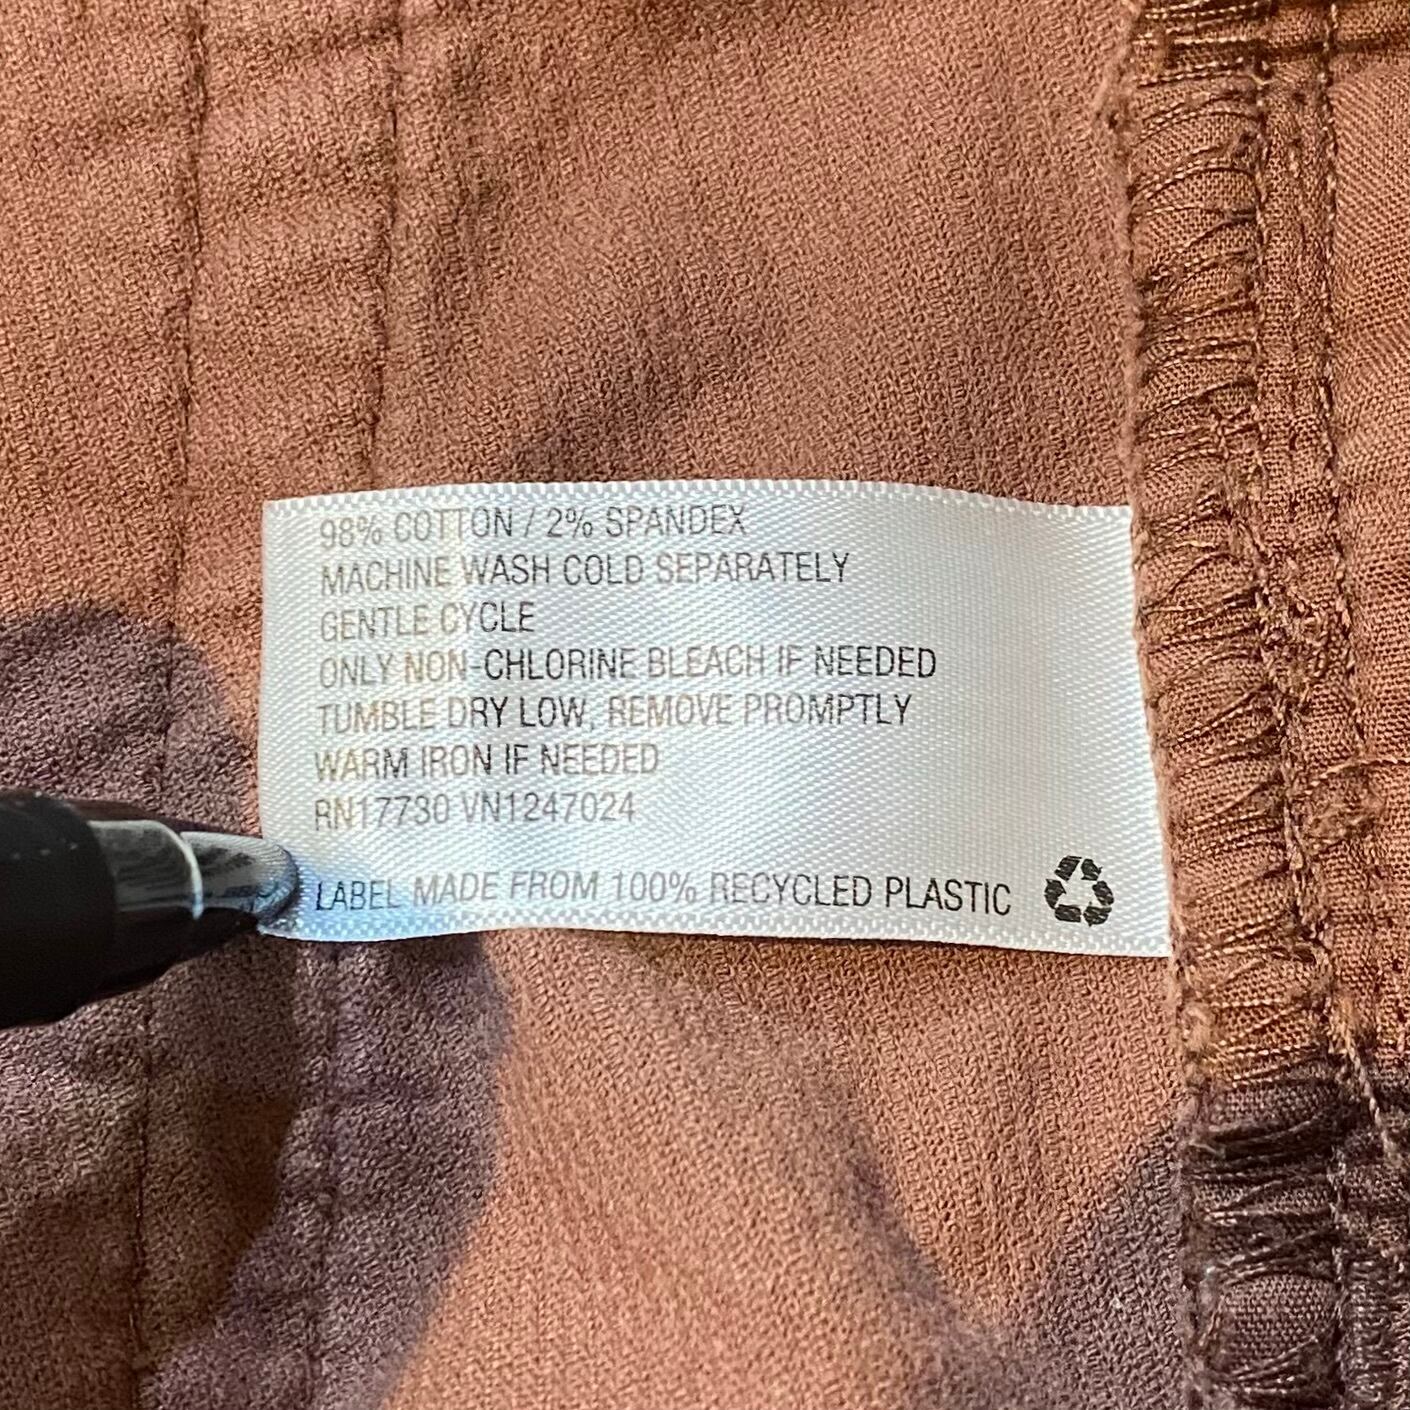 98% COTTON / 2% SPANDEX
MACHINE WASH COLD SEPARATELY
GENTLE CYCLE
ONLY NON-CHLORINE BLEACH IF NEEDED
TUMBLE DRY LOW, REMOVE PROMPTLY
WARM IRON IF NEEDED
RN17730 VN1247024
LABEL MADE FROM 100% RECYCLED PLASTIC